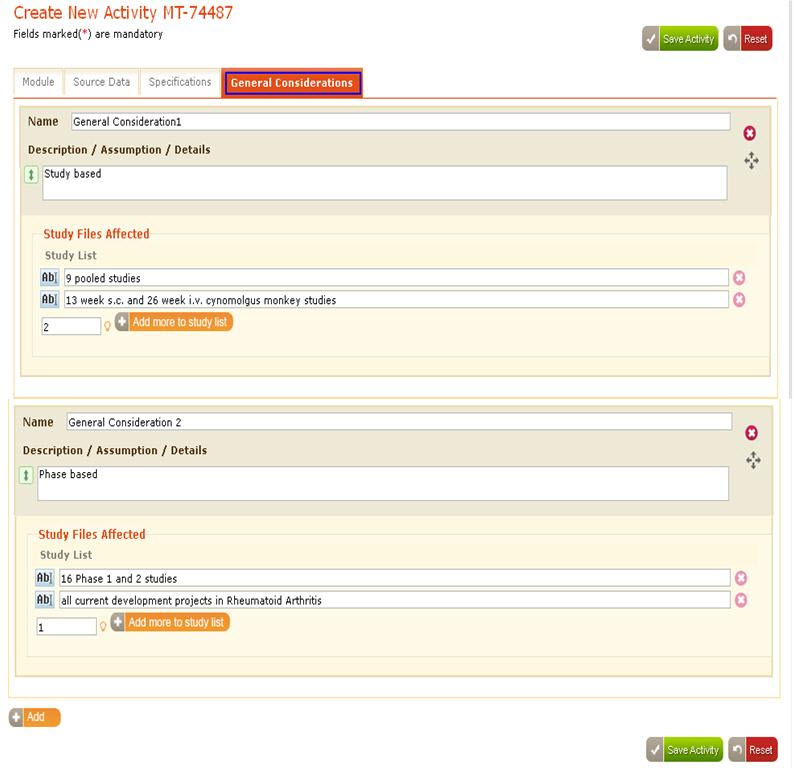 Create New Activity MT-74487
Fields marked(*) are mandatory
Save Activity Reset
Module Source Data Specifications General Considerations
Name General Consideration1
Description / Assumption / Details
Study based
Study Files Affected
Study List
Ab 9 pooled studies
Ab 13 week s.c. and 26 week i.v. cynomolgus monkey studies
2 Add more to study list
Name General Consideration 2
Description / Assumption / Details
Phase based
Study Files Affected
Study List
Ab 16 Phase 1 and 2 studies
Ab all current development projects in Rheumatoid Arthritis
1 Add more to study list
Add
Save Activity Reset